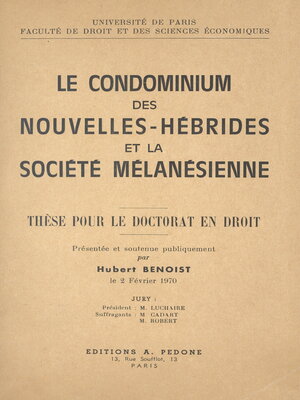 UNIVERSITÉ DE PARIS
FACULTÉ DE DROIT ET DES SCIENCES ÉCONOMIQUES
LE CONDOMINIUM
DES
NOUVELLES-HÉBRIDES
ET LA
SOCIÉTÉ MÉLANÉSIENNE
THÈSE POUR LE DOCTORAT EN DROIT
Présentée et soutenue publiquement
par
Hubert BENOIST
le 2 Février 1970
JURY :
Président : M. LUCHAIRE
Suffragants : M. CADART
M. ROBERT
EDITIONS A. PEDONE
13, Rue Soufflot, 13
PARIS